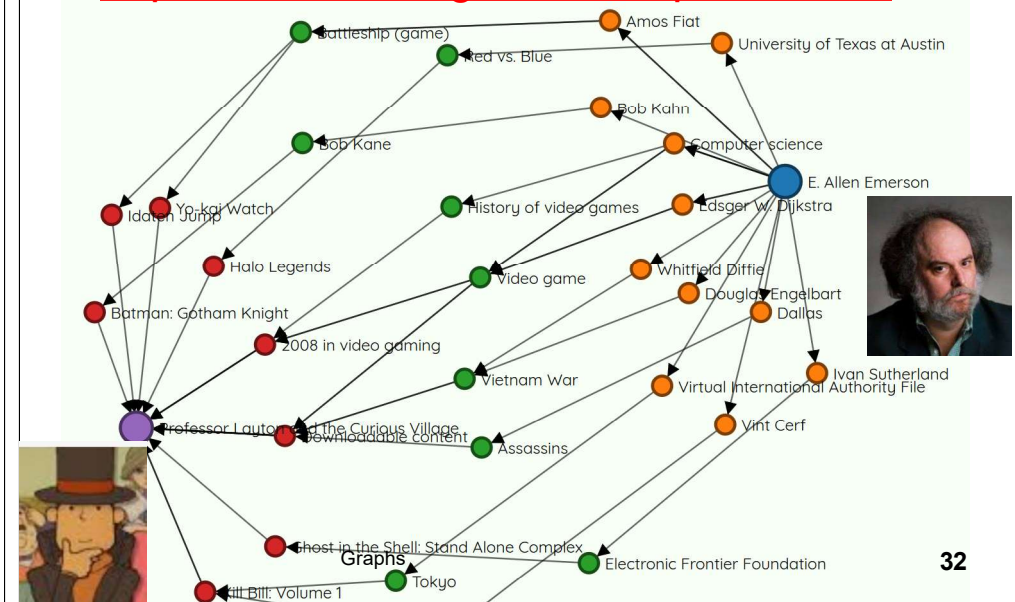 Amos Fiat
Battleship (game)
University of Texas at Austin
Red vs. Blue
Bob Kahn
Bob Kane
Computer science
E. Allen Emerson
Edsger W. Dijkstra
History of video games
Yo-kai Watch
Idaten Jump
Halo Legends
Whitfield Diffie
Video game
Douglas Engelbart
Batman: Gotham Knight
Dallas
2008 in video gaming
Ivan Sutherland
Vietnam War
Virtual International Authority File
Vint Cerf
Professor Layton and the Curious Village
Downloadable content
Assassins
Ghost in the Shell: Stand Alone Complex
Graphs
Electronic Frontier Foundation
32
Tokyo
Kill Bill: Volume 1